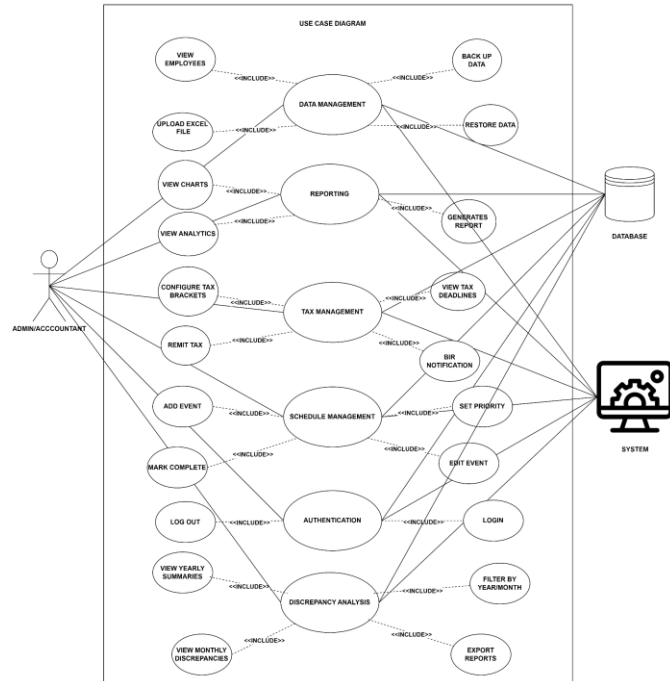 USE CASE DIAGRAM
VIEW
EMPLOYEES
<<INCLUDE>>
<<INCLUDE>>
BACK UP
DATA
DATA MANAGEMENT
UPLOAD EXCEL
FILE
<<INCLUDE>>
<<INCLUDE>>
RESTORE DATA
VIEW CHARTS
<<INCLUDE>>
REPORTING
<<INCLUDE>>
GENERATES
REPORT
VIEW ANALYTICS
<<INCLUDE>>
DATABASE
CONFIGURE TAX
BRACKETS
<<INCLUDE>>
TAX MANAGEMENT
<<INCLUDE>>
VIEW TAX
DEADLINES
ADMIN/ACCCOUNTANT
REMIT TAX
<<INCLUDE>>
<<INCLUDE>>
BIR
NOTIFICATION
ADD EVENT
<<INCLUDE>>
SCHEDULE MANAGEMENT
<<INCLUDE>>
SET PRIORITY
SYSTEM
MARK COMPLETE
<<INCLUDE>>
<<INCLUDE>>
EDIT EVENT
LOG OUT
<<INCLUDE>>
AUTHENTICATION
<<INCLUDE>>
LOGIN
VIEW YEARLY
SUMMARIES
<<INCLUDE>>
DISCREPANCY ANALYSIS
<<INCLUDE>>
FILTER BY
YEAR/MONTH
VIEW MONTHLY
DISCREPANCIES
<<INCLUDE>>
<<INCLUDE>>
EXPORT
REPORTS